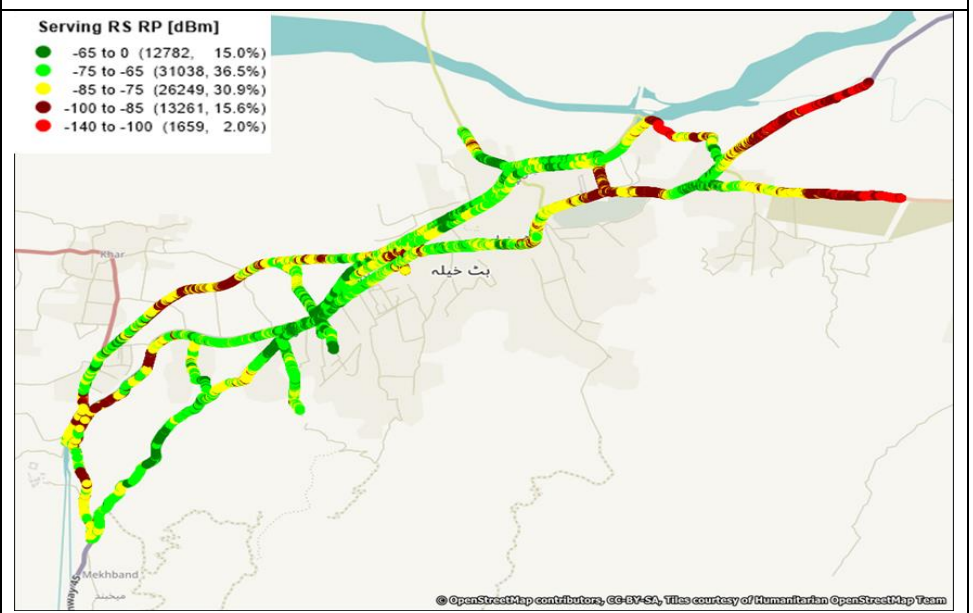 Serving RS RP [dBm]
-65 to 0 (12782, 15.0%)
-75 to -65 (31038, 36.5%)
-85 to -75 (26249, 30.9%)
-100 to -85 (13261, 15.6%)
-140 to -100 (1659, 2.0%)
Khar
بٹ خیلہ
Mekhband
میخبند
© OpenStreetMap contributors, CC-BY-SA, Tiles courtesy of Humanitarian OpenStreetMap Team